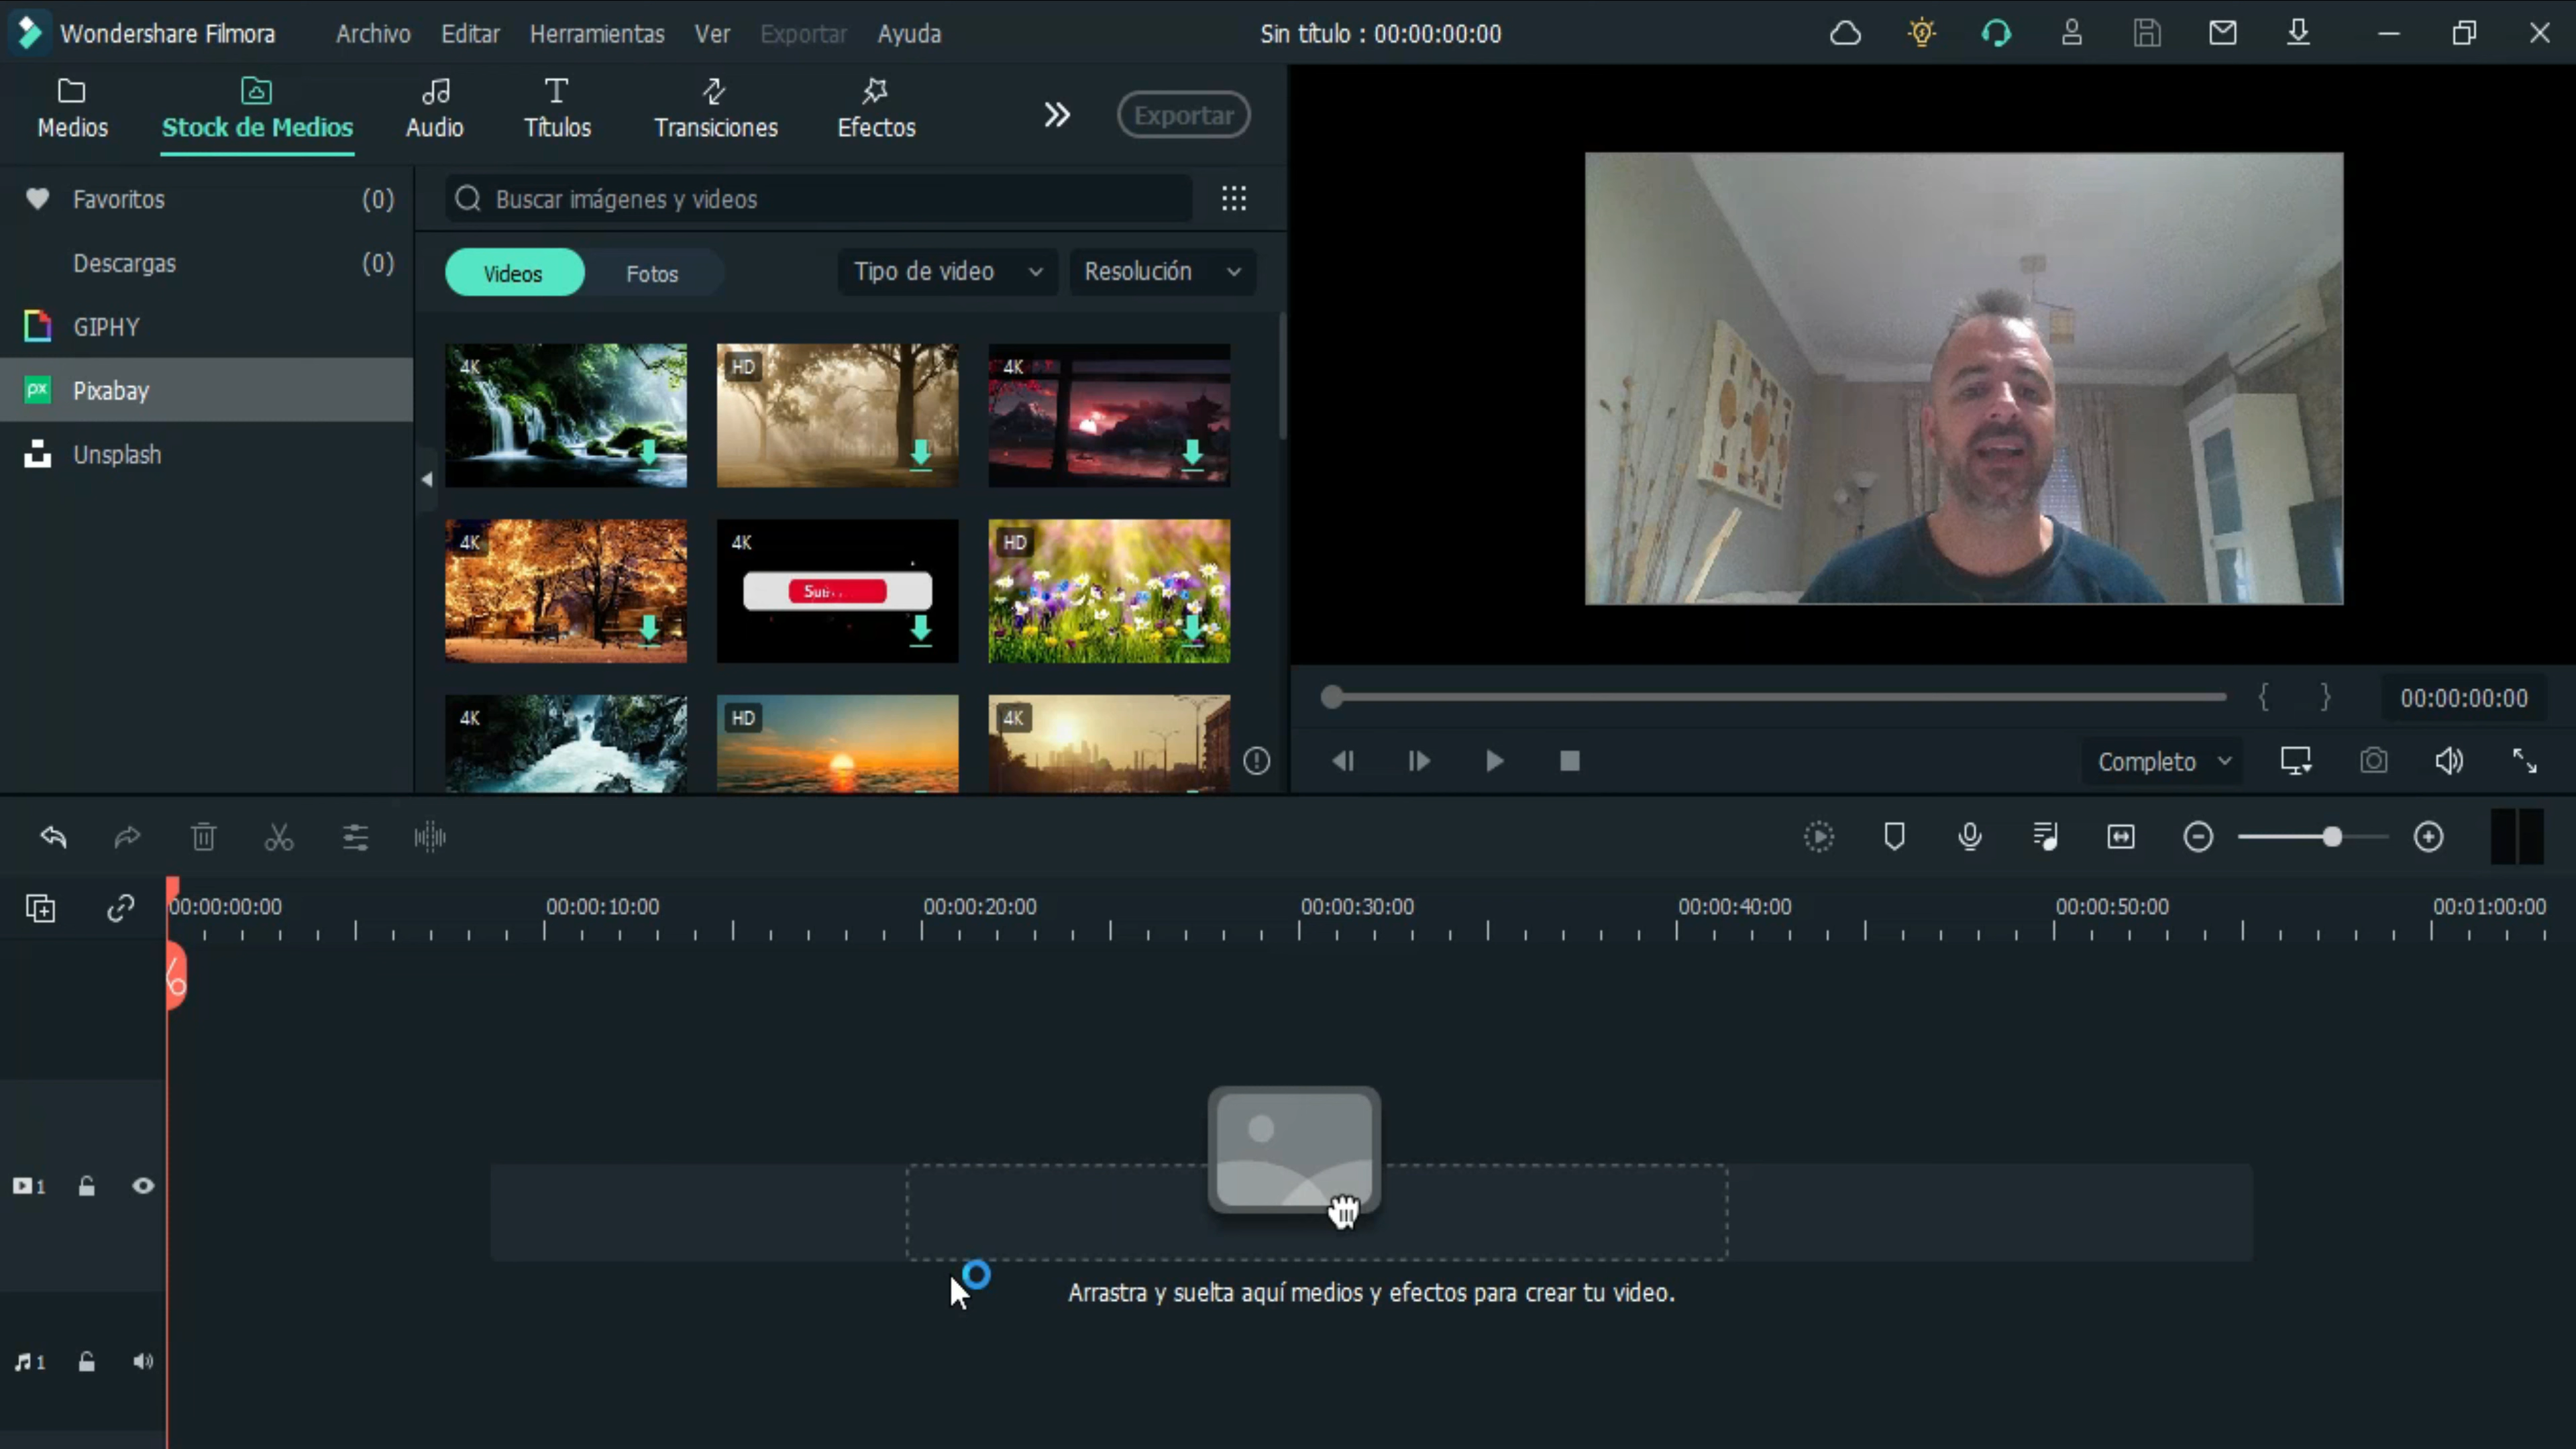 Wondershare Filmora
Archivo
Editar
Herramientas
Ver
Exportar
Ayuda
Sin título : 00:00:00:00
Medios
Stock de Medios
Audio
Títulos
Transiciones
Efectos
Exportar
Favoritos (0)
Descargas (0)
GIPHY
px Pixabay
Unsplash
Buscar imágenes y videos
Videos
Fotos
Tipo de video
Resolución
4K
HD
4K
4K
4K
HD
4K
HD
4K
00:00:00:00
Completo
00:00:00:00
00:00:10:00
00:00:20:00
00:00:30:00
00:00:40:00
00:00:50:00
00:01:00:00
1
Arrastra y suelta aquí medios y efectos para crear tu video.
1